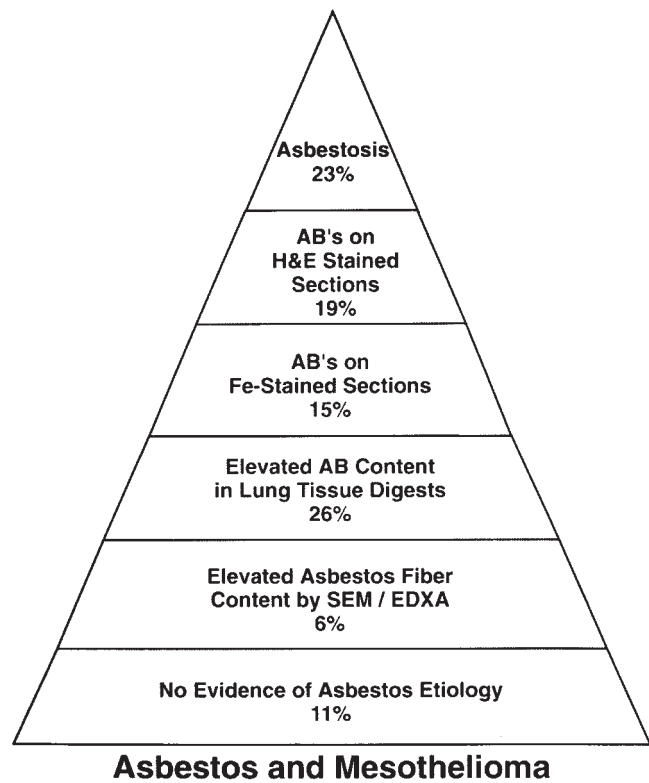 Asbestosis
23%
AB's on
H&E Stained
Sections
19%
AB's on
Fe-Stained Sections
15%
Elevated AB Content
in Lung Tissue Digests
26%
Elevated Asbestos Fiber
Content by SEM / EDXA
6%
No Evidence of Asbestos Etiology
11%
Asbestos and Mesothelioma